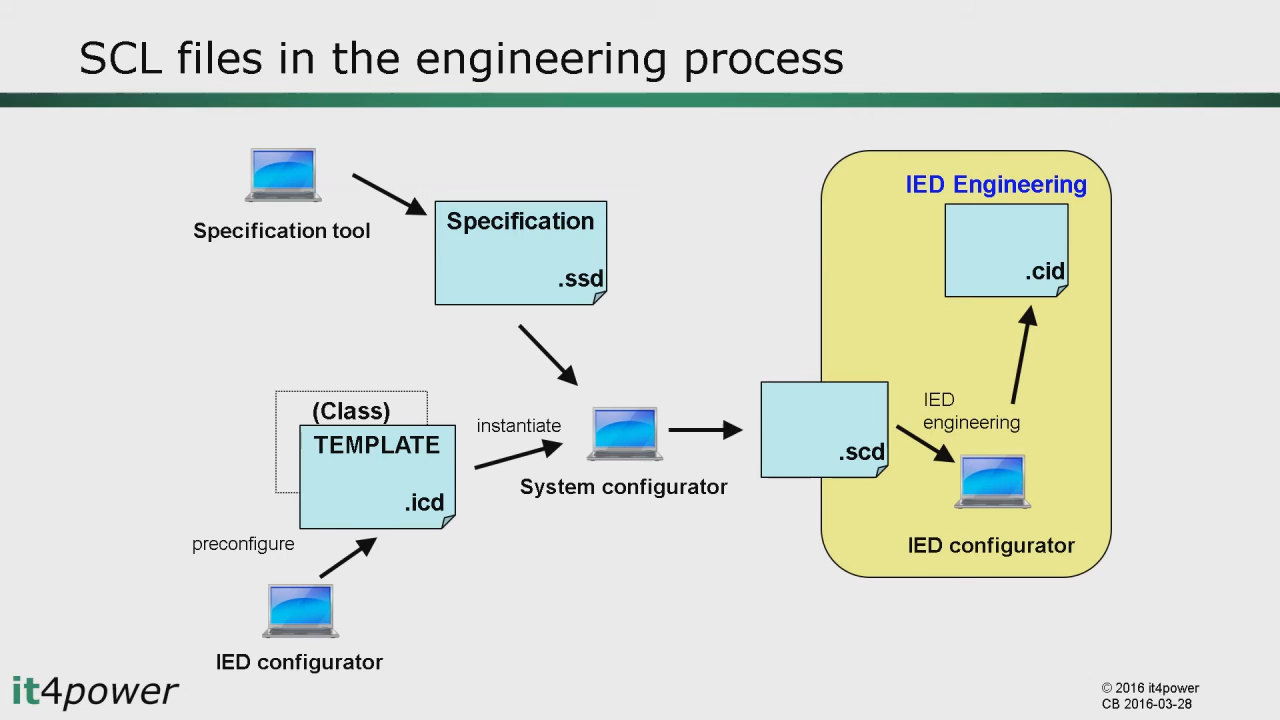 SCL files in the engineering process
Specification tool
Specification
.ssd
(Class)
TEMPLATE
.icd
preconfigure
IED configurator
instantiate
System configurator
.scd
IED Engineering
.cid
IED
engineering
IED configurator
it4power
© 2016 it4power
CB 2016-03-28